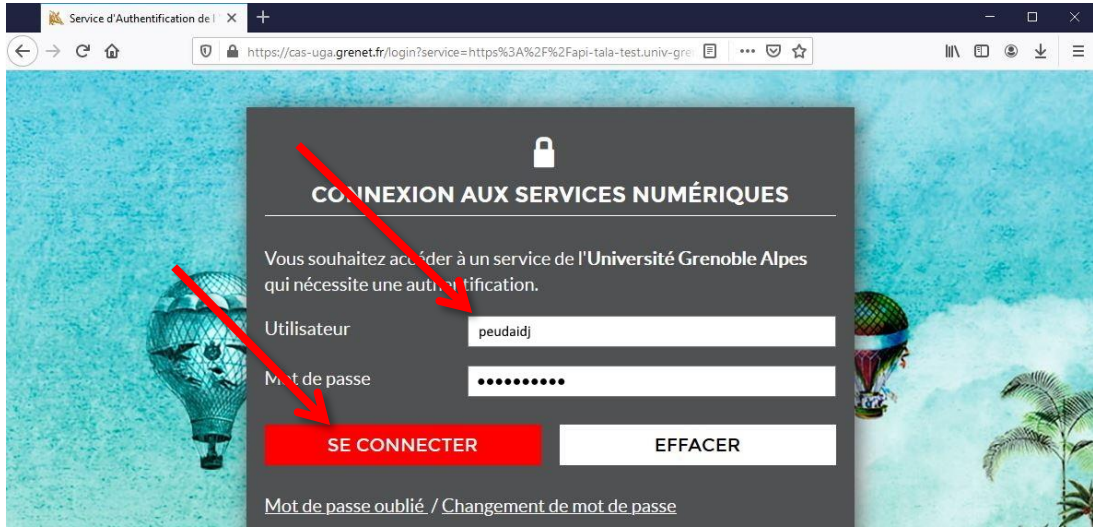 Service d'Authentification de l'
https://cas-uga.grenet.fr/login?service=https%3A%2F%2Fapi-tala-test.univ-gre
CONNEXION AUX SERVICES NUMÉRIQUES
Vous souhaitez accéder à un service de l'Université Grenoble Alpes
qui nécessite une authentification.
Utilisateur
peudaidj
Mot de passe
SE CONNECTER
EFFACER
Mot de passe oublié / Changement de mot de passe